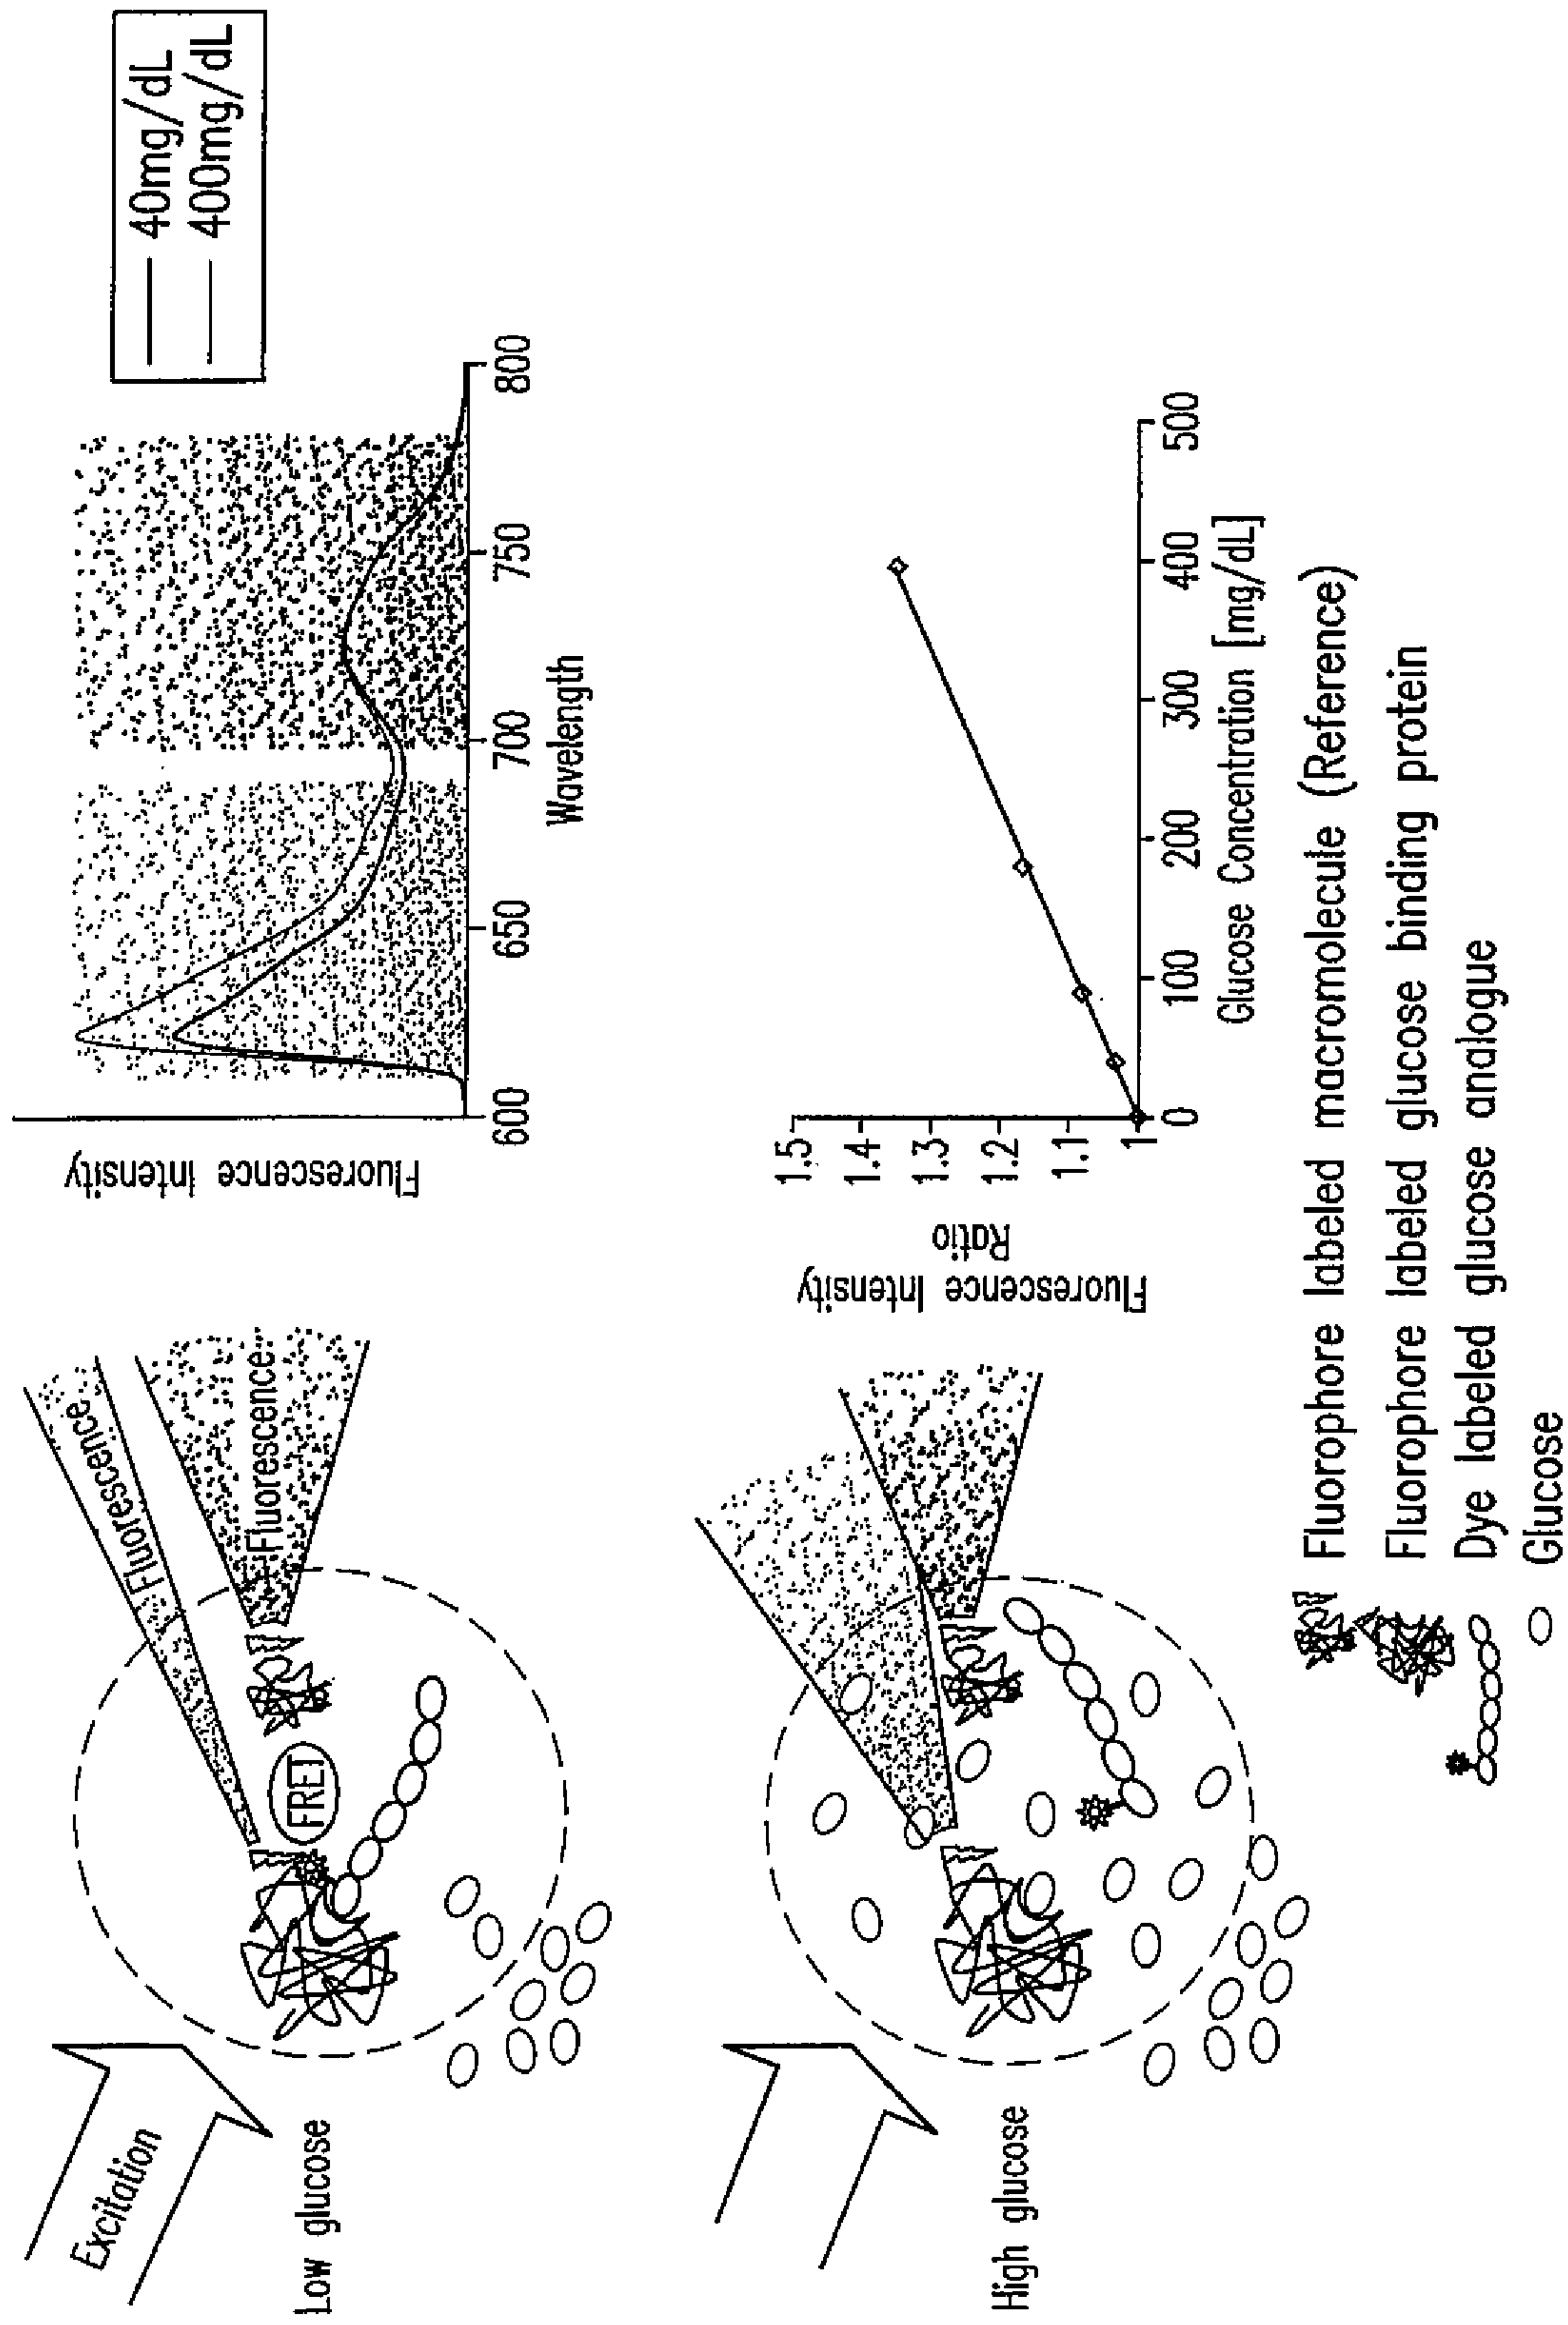 Excitation
Low glucose
FRET
Fluorescence
Fluorescence
Fluorescence Intensity
600
650
700
750
800
Wavelength
40mg/dL
400mg/dL
High glucose
Fluorescence Intensity
Ratio
1.5
1.4
1.3
1.2
1.1
1
0
100
200
300
400
500
Glucose Concentration [mg/dL]
Fluorophore labeled macromolecule (Reference)
Fluorophore labeled glucose binding protein
Dye labeled glucose analogue
Glucose